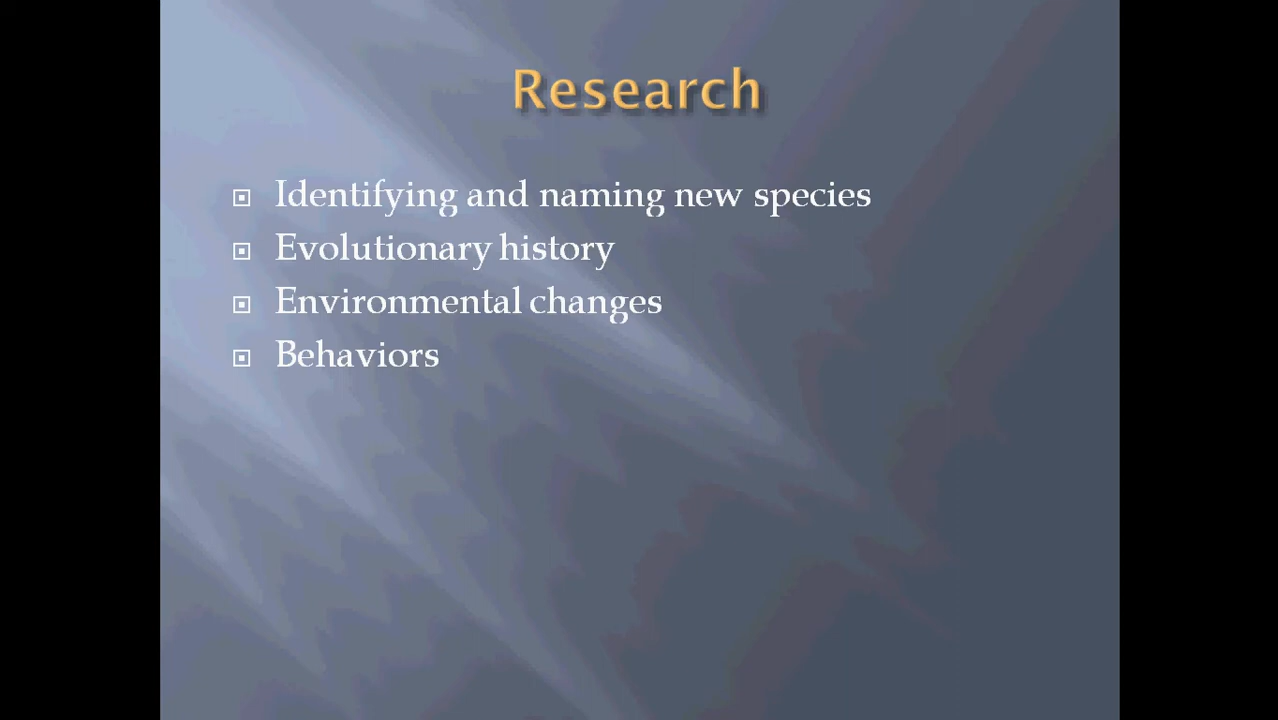 Research
Identifying and naming new species
Evolutionary history
Environmental changes
Behaviors